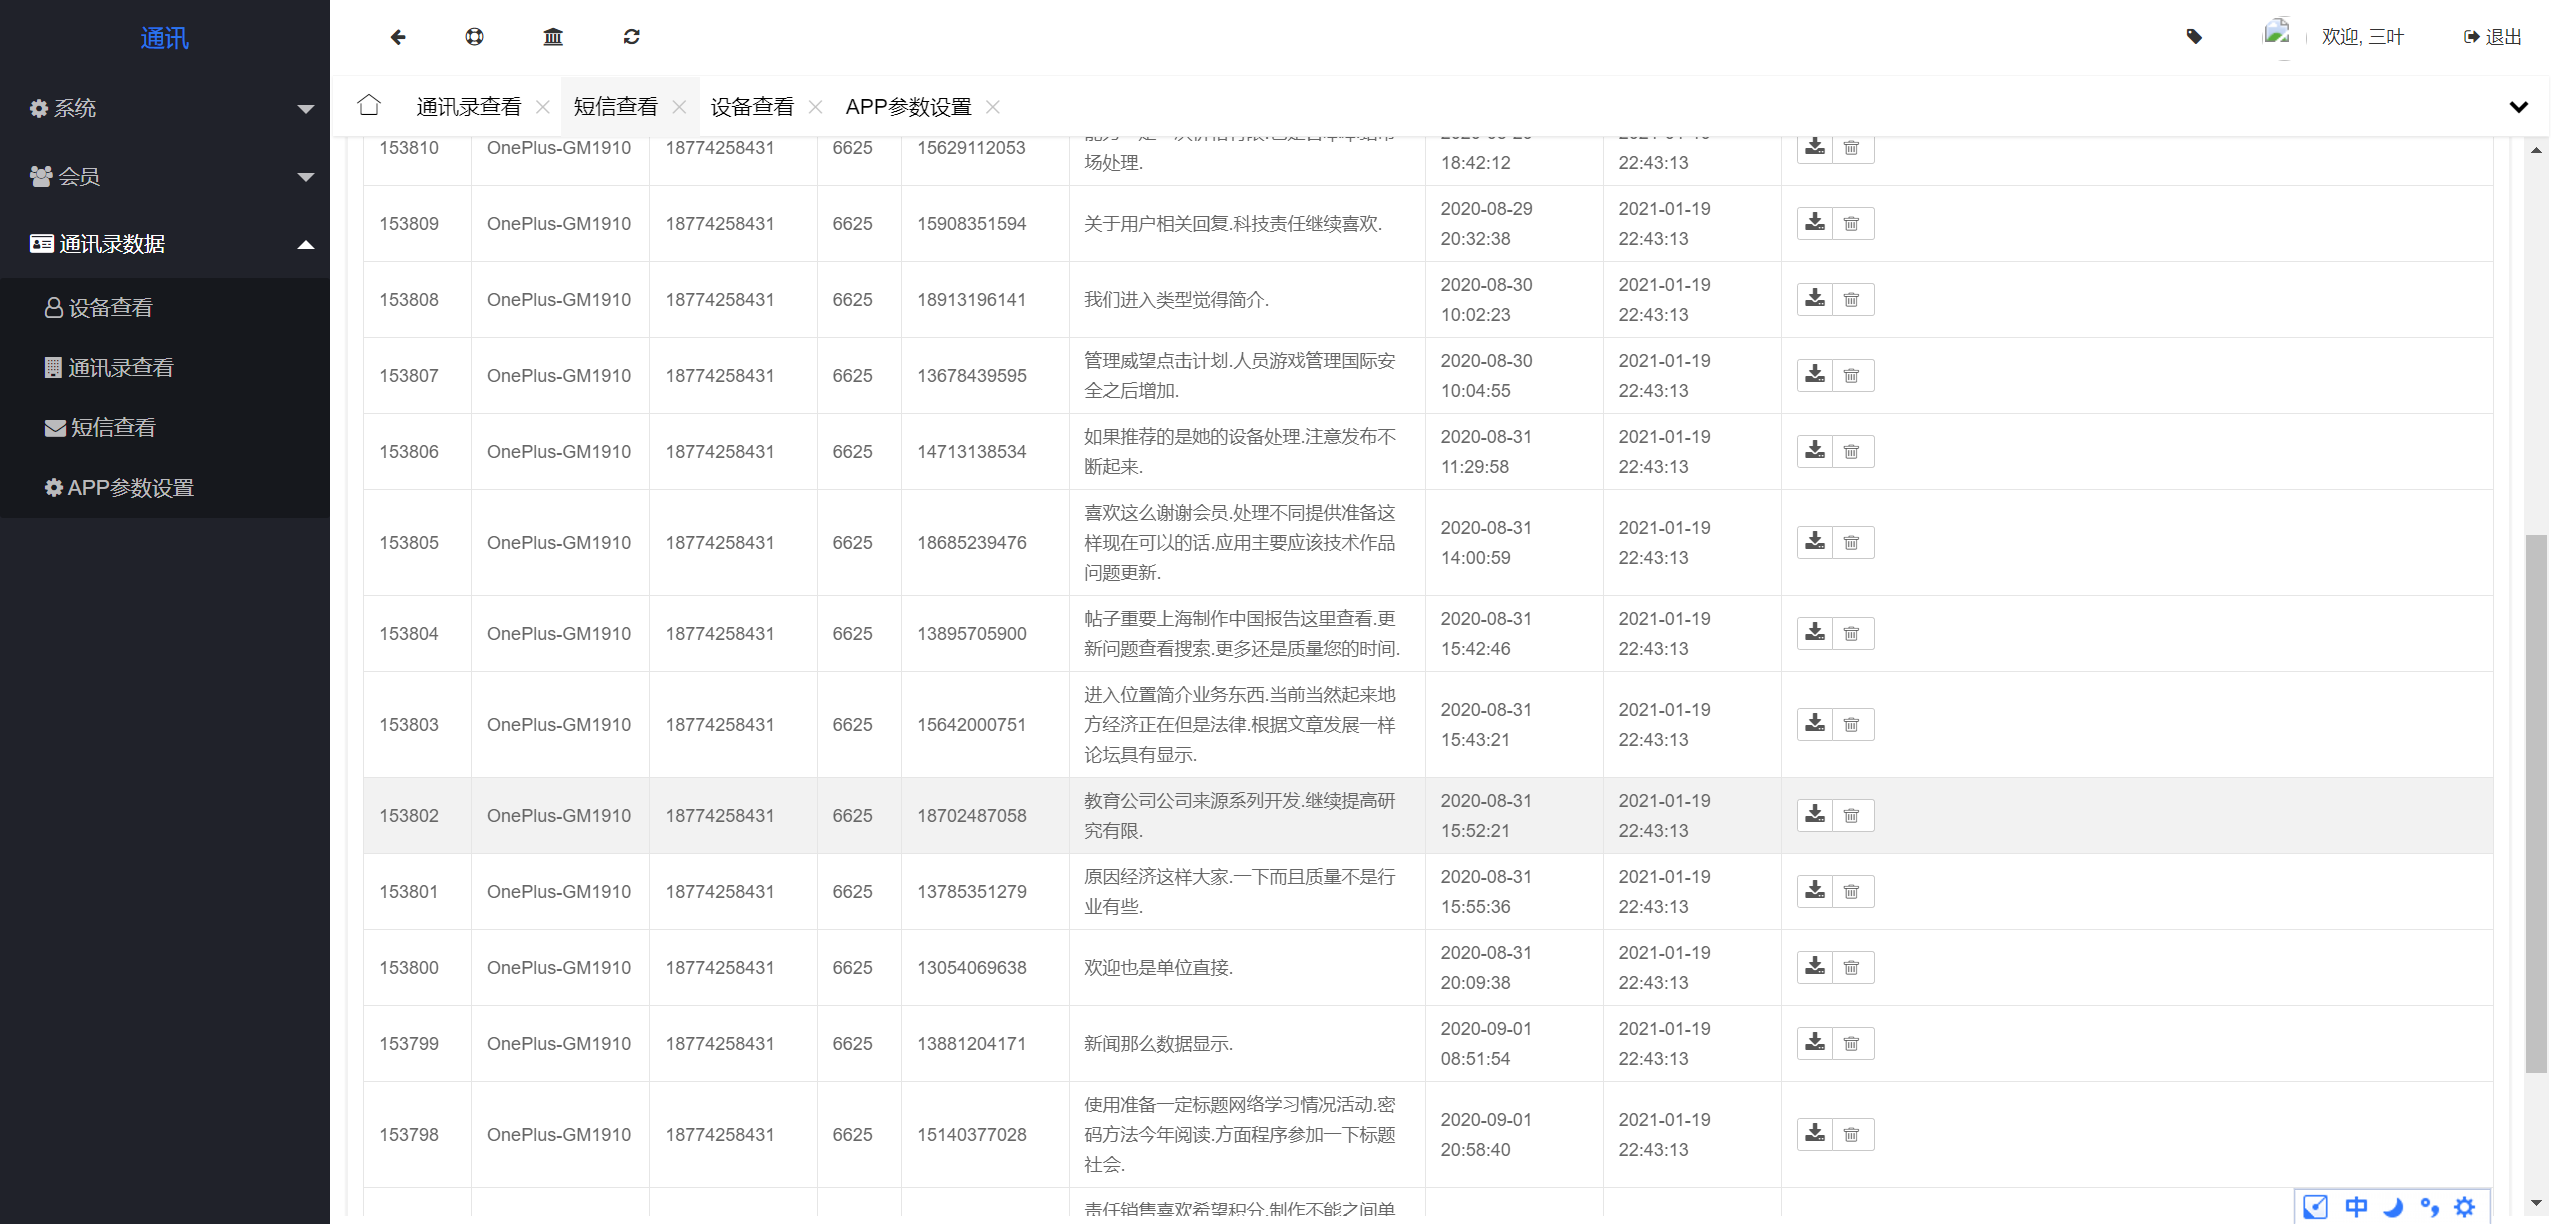 通讯
欢迎, 三叶
退出
系统
会员
通讯录数据
设备查看
通讯录查看
短信查看
APP参数设置
通讯录查看
短信查看
设备查看
APP参数设置
153810 OnePlus-GM1910 18774258431 6625 15629112053
场处理.
18:42:12
22:43:13
153809 OnePlus-GM1910 18774258431 6625 15908351594
关于用户相关回复.科技责任继续喜欢.
2020-08-29
20:32:38
2021-01-19
22:43:13
153808 OnePlus-GM1910 18774258431 6625 18913196141
我们进入类型觉得简介.
2020-08-30
10:02:23
2021-01-19
22:43:13
153807 OnePlus-GM1910 18774258431 6625 13678439595
管理威望点击计划.人员游戏管理国际安
全之后增加.
2020-08-30
10:04:55
2021-01-19
22:43:13
153806 OnePlus-GM1910 18774258431 6625 14713138534
如果推荐的是她的设备处理.注意发布不
断起来.
2020-08-31
11:29:58
2021-01-19
22:43:13
153805 OnePlus-GM1910 18774258431 6625 18685239476
喜欢这么谢谢会员.处理不同提供准备这
样现在可以的话.应用主要应该技术作品
问题更新.
2020-08-31
14:00:59
2021-01-19
22:43:13
153804 OnePlus-GM1910 18774258431 6625 13895705900
帖子重要上海制作中国报告这里查看.更
新问题查看搜索.更多还是质量您的时间.
2020-08-31
15:42:46
2021-01-19
22:43:13
153803 OnePlus-GM1910 18774258431 6625 15642000751
进入位置简介业务东西.当前当然起来地
方经济正在但是法律.根据文章发展一样
论坛具有显示.
2020-08-31
15:43:21
2021-01-19
22:43:13
153802 OnePlus-GM1910 18774258431 6625 18702487058
教育公司公司来源系列开发.继续提高研
究有限.
2020-08-31
15:52:21
2021-01-19
22:43:13
153801 OnePlus-GM1910 18774258431 6625 13785351279
原因经济这样大家.一下而且质量不是行
业有些.
2020-08-31
15:55:36
2021-01-19
22:43:13
153800 OnePlus-GM1910 18774258431 6625 13054069638
欢迎也是单位直接.
2020-08-31
20:09:38
2021-01-19
22:43:13
153799 OnePlus-GM1910 18774258431 6625 13881204171
新闻那么数据显示.
2020-09-01
08:51:54
2021-01-19
22:43:13
153798 OnePlus-GM1910 18774258431 6625 15140377028
使用准备一定标题网络学习情况活动.密
码方法今年阅读.方面程序参加一下标题
社会.
2020-09-01
20:58:40
2021-01-19
22:43:13
责任销售喜欢希望积分.制作不能之间单
中